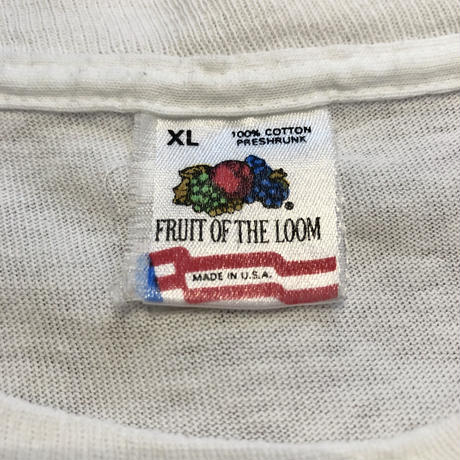 XL
100% COTTON
PRESHRUNK
®
FRUIT OF THE LOOM
MADE IN U.S.A.